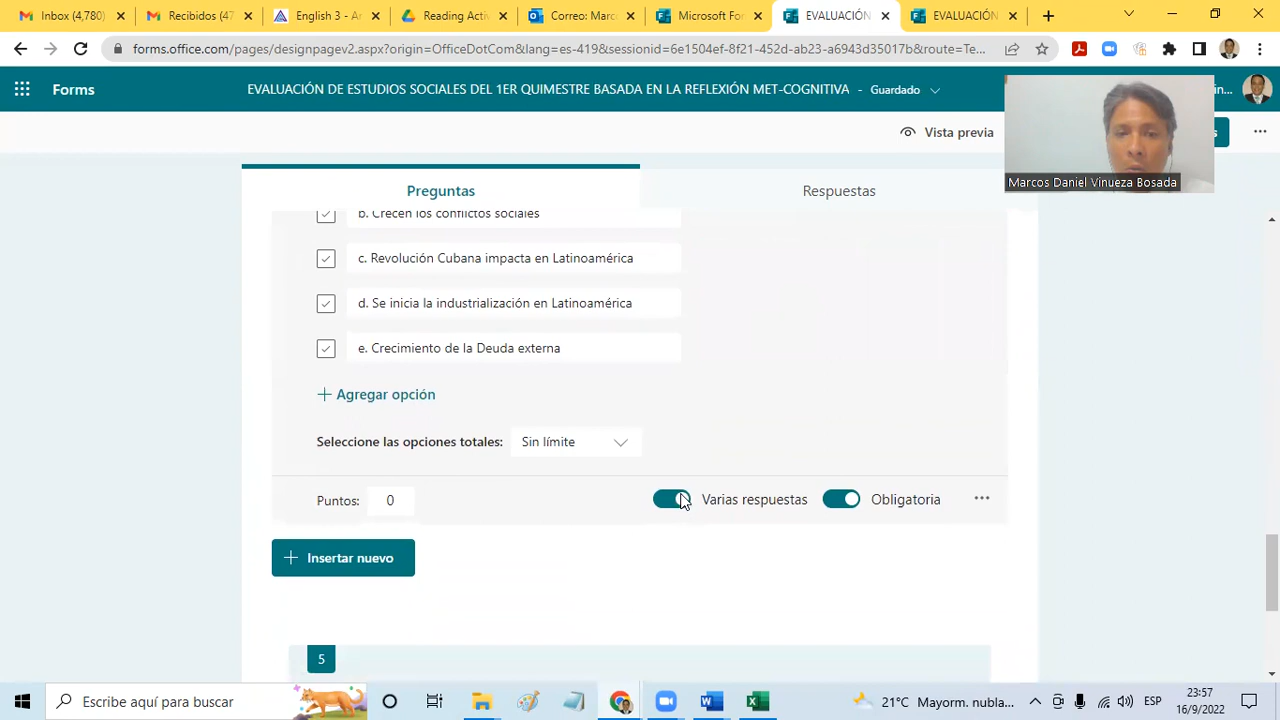 Inbox (4,780)
Recibidos (47
English 3 - Ar
Reading Activ
Correo: Marc
Microsoft For
EVALUACIÓN
EVALUACIÓN
forms.office.com/pages/designpagev2.aspx?origin=OfficeDotCom&lang=es-419&sessionid=6e1504ef-8f21-452d-ab23-a6943d35017b&route=Te...
Forms
EVALUACIÓN DE ESTUDIOS SOCIALES DEL 1ER QUIMESTRE BASADA EN LA REFLEXIÓN MET-COGNITIVA - Guardado
in...
Vista previa
s
Marcos Daniel Vinueza Bosada
Preguntas
Respuestas
b. Crecen los conflictos sociales
c. Revolución Cubana impacta en Latinoamérica
d. Se inicia la industrialización en Latinoamérica
e. Crecimiento de la Deuda externa
Agregar opción
Seleccione las opciones totales: Sin límite
Puntos: 0
Varias respuestas
Obligatoria
Insertar nuevo
5
Escribe aquí para buscar
21°C Mayorm. nubla...
ESP
23:57
16/9/2022